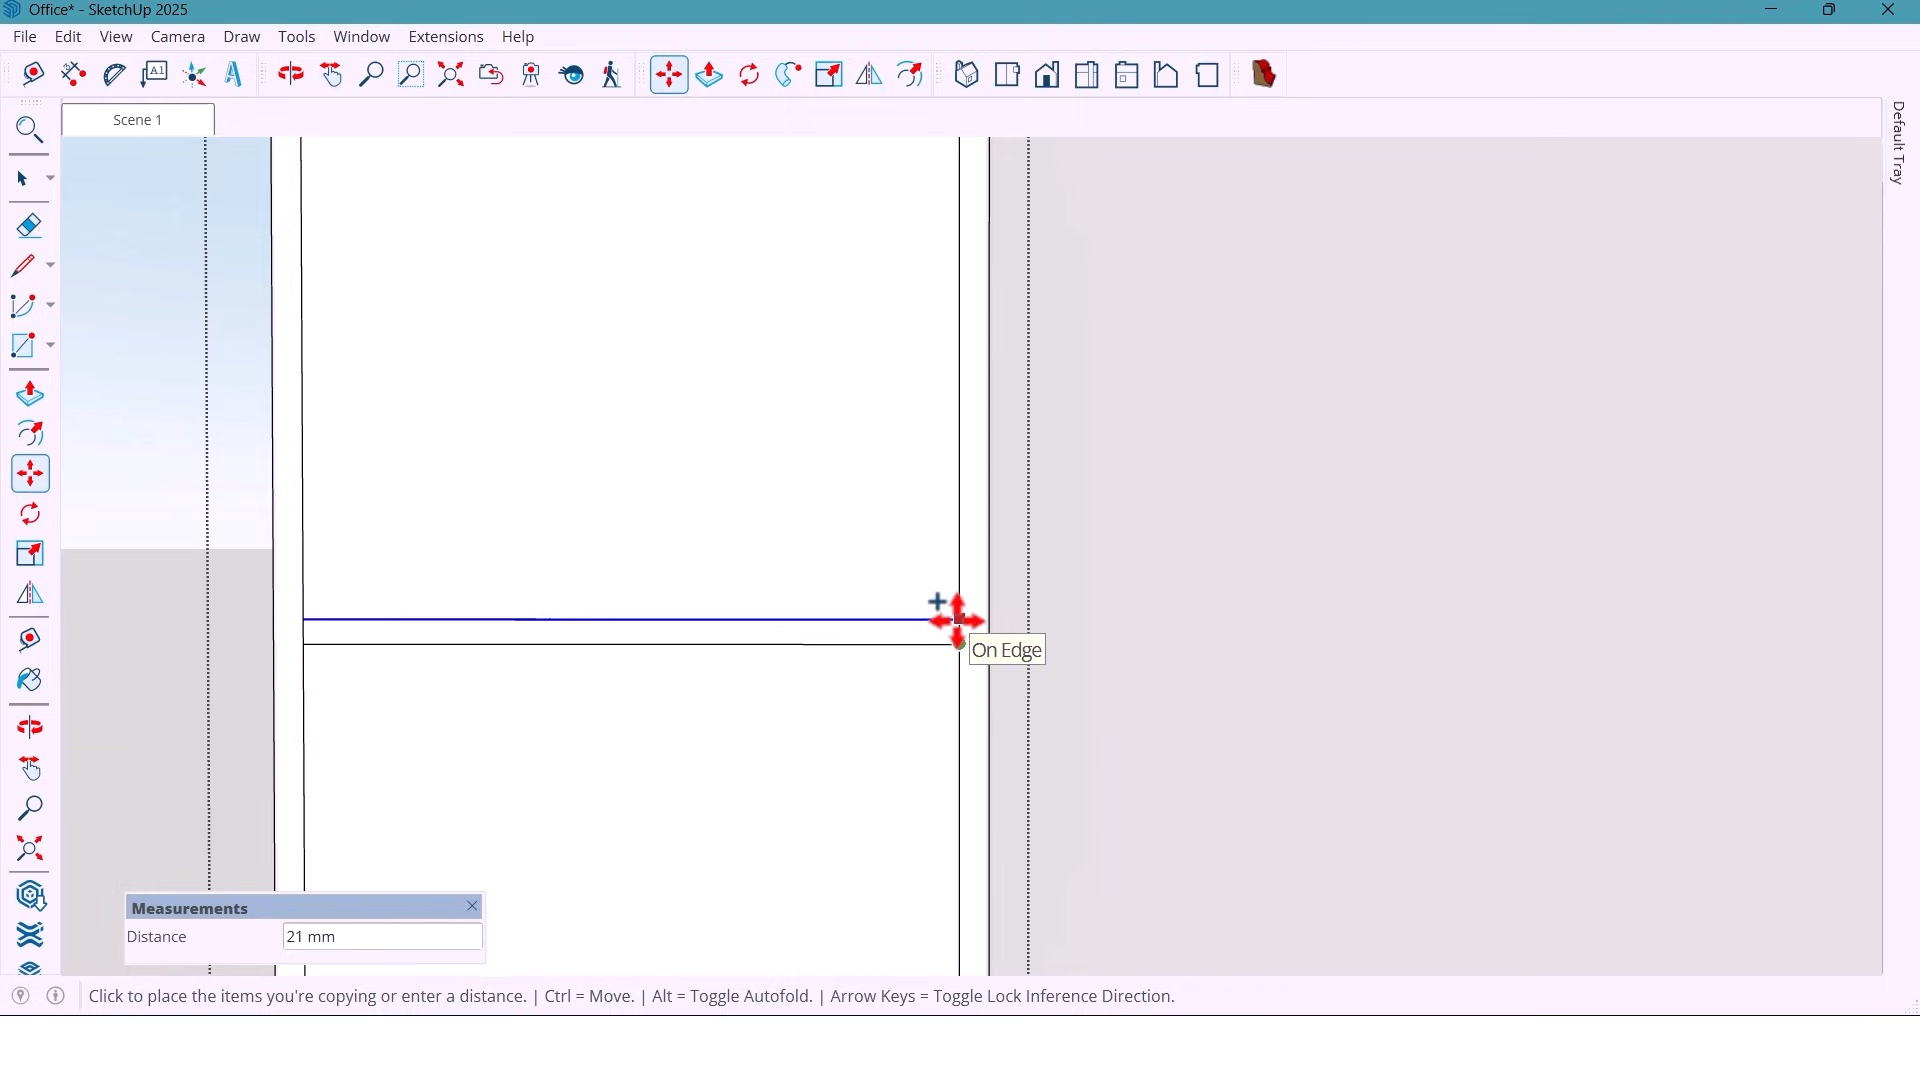 Office* - SketchUp 2025
File Edit View Camera Draw Tools Window Extensions Help
A1
Scene 1
Default Tray
On Edge
Measurements
Distance 21 mm
Click to place the items you're copying or enter a distance. | Ctrl = Move. | Alt = Toggle Autofold. | Arrow Keys = Toggle Lock Inference Direction.